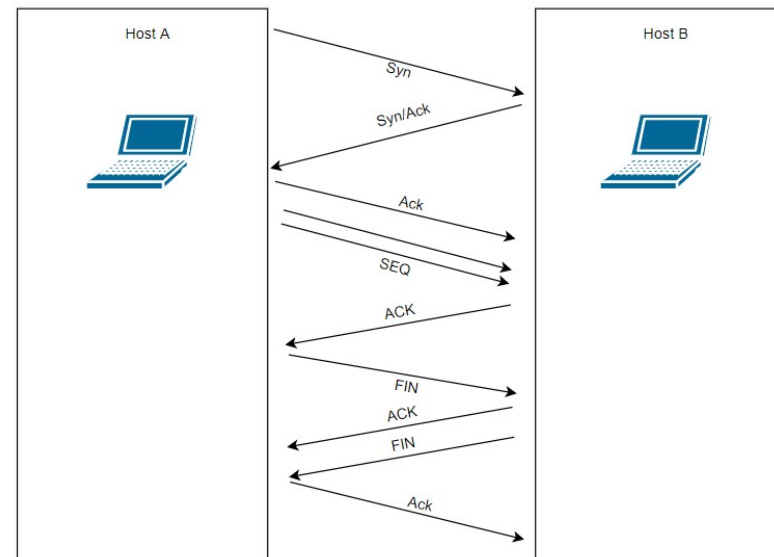 Host A
Host B
Syn
Syn/Ack
Ack
SEQ
ACK
FIN
ACK
FIN
Ack